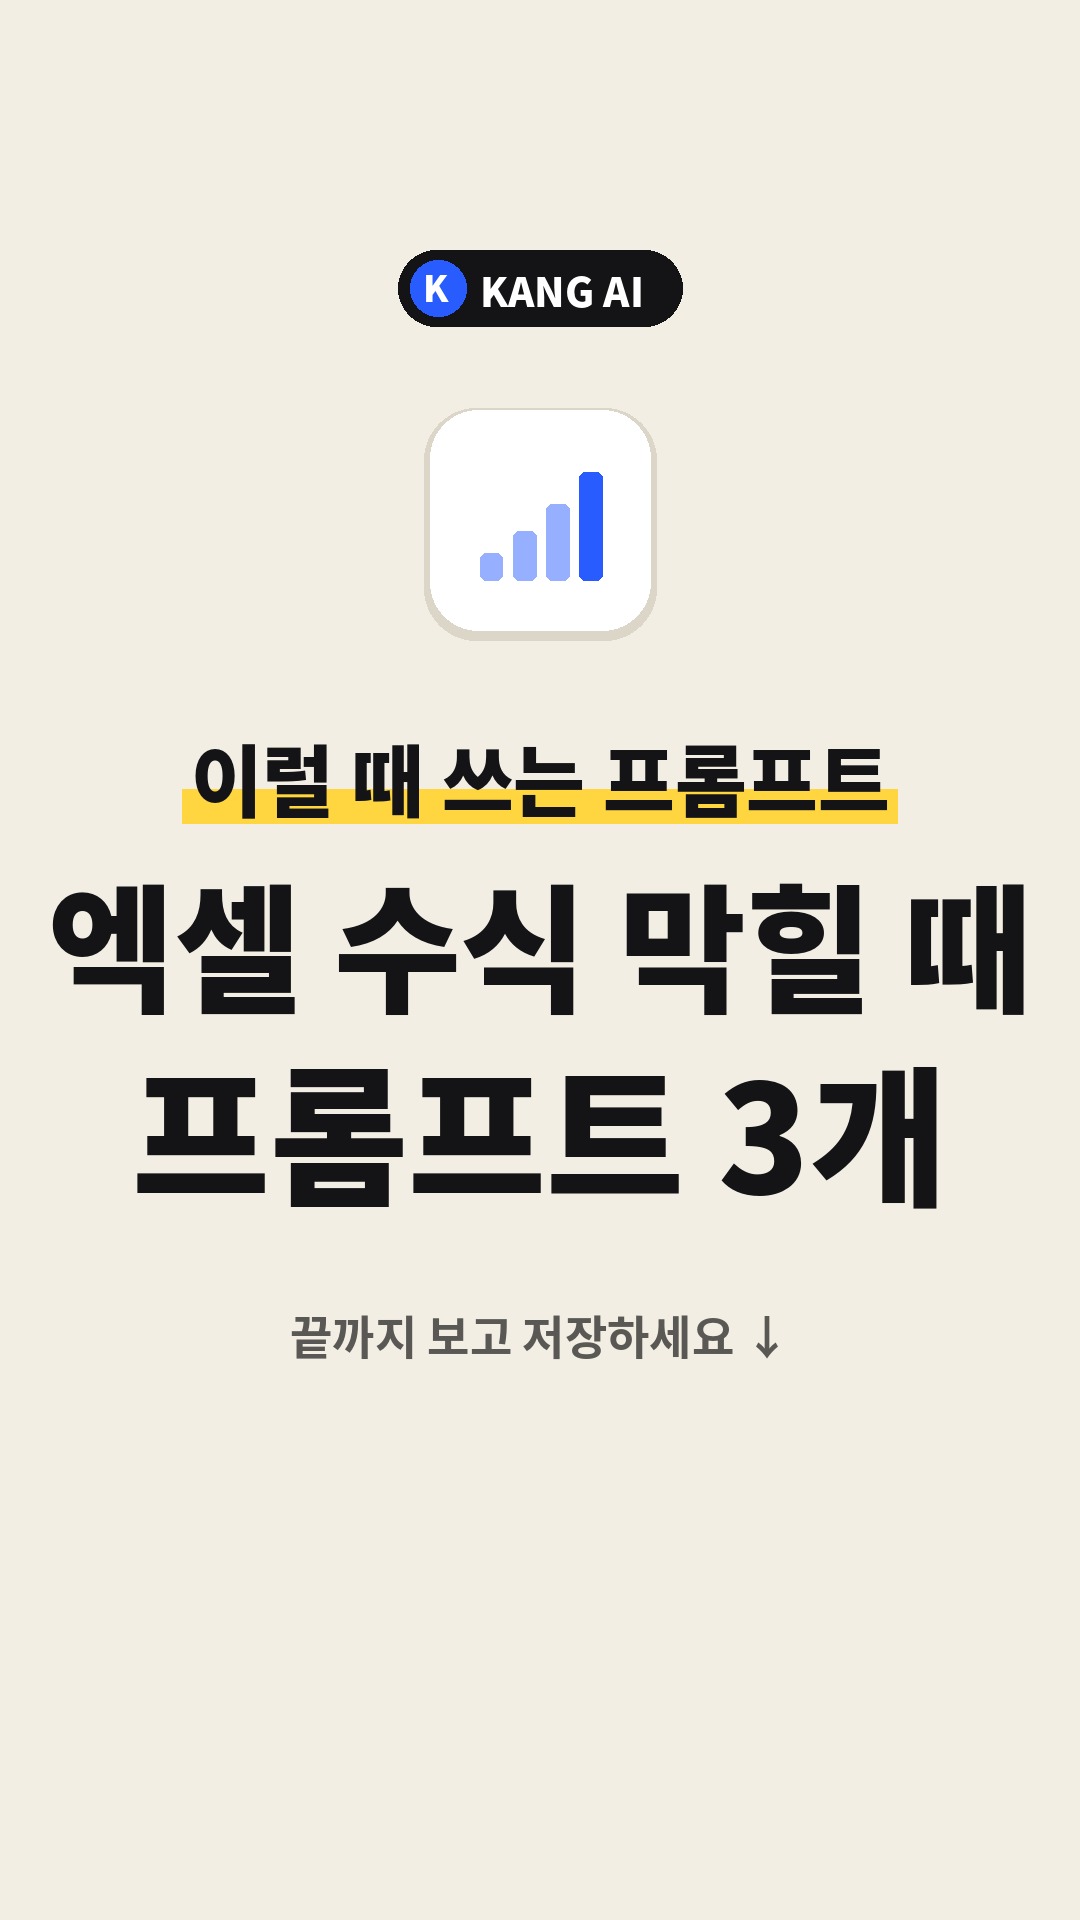 K KANG AI
이럴 때 쓰는 프롬프트
엑셀 수식 막힐 때
프롬프트 3개
끝까지 보고 저장하세요 ↓